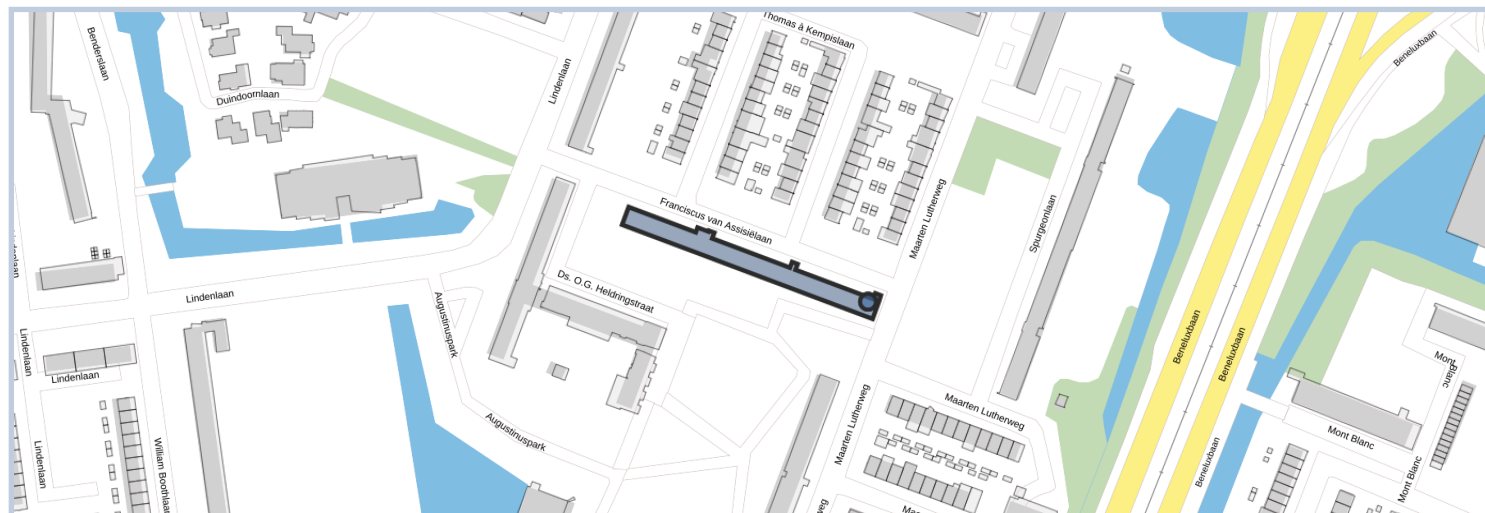 Thomas à Kempislaan
Benderslaan
Beneluxbaan
Lindenlaan
Duindoornlaan
Franciscus van Assisiëlaan
Maarten Lutherweg
Spurgeonlaan
Ds. O.G. Heldringstraat
Lindenlaan
Augustinuspark
Beneluxbaan
Beneluxbaan
Lindenlaan
Lindenlaan
Mont
Blanc
Maarten Lutherweg
Maarten Lutherweg
Augustinuspark
Mont Blanc
Lindenlaan
William Boothlaan
Beneluxbaan
Mont Blanc